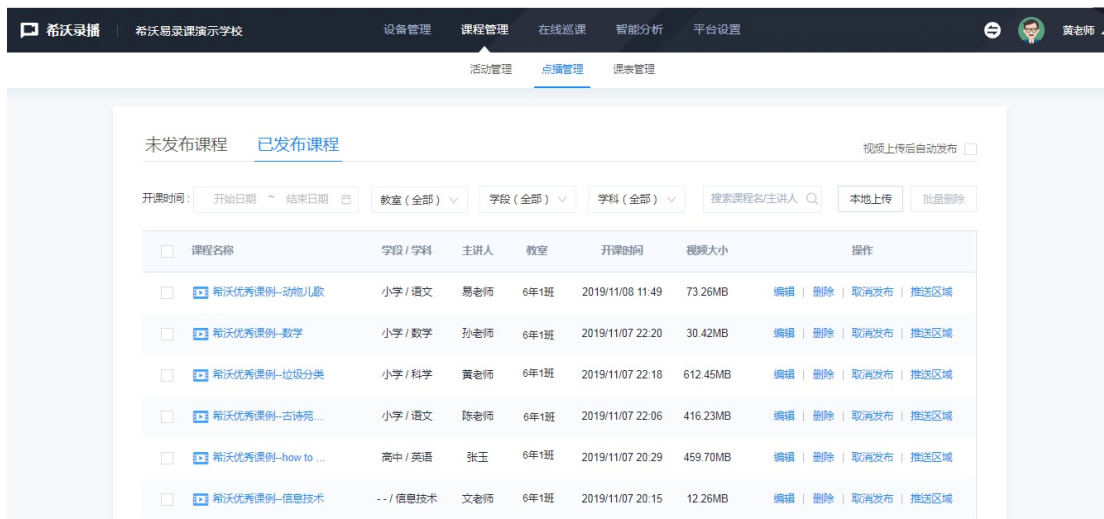 希沃录播 希沃易录课演示学校 设备管理 课程管理 在线巡课 智能分析 平台设置 黄老师
活动管理 点播管理 课表管理
未发布课程 已发布课程 视频上传后自动发布
开课时间: 开始日期 ~ 结束日期 教室(全部) 学段(全部) 学科(全部) 搜索课程名/主讲人 本地上传 批量删除
课程名称 学段/学科 主讲人 教室 开课时间 视频大小 操作
希沃优秀课例--动物儿歌 小学/语文 易老师 6年1班 2019/11/08 11:49 73.26MB 编辑 | 删除 | 取消发布 | 推送区域
希沃优秀课例--数学 小学/数学 孙老师 6年1班 2019/11/07 22:20 30.42MB 编辑 | 删除 | 取消发布 | 推送区域
希沃优秀课例--垃圾分类 小学/科学 黄老师 6年1班 2019/11/07 22:18 612.45MB 编辑 | 删除 | 取消发布 | 推送区域
希沃优秀课例--古诗苑... 小学/语文 陈老师 6年1班 2019/11/07 22:06 416.23MB 编辑 | 删除 | 取消发布 | 推送区域
希沃优秀课例--how to ... 高中/英语 张玉 6年1班 2019/11/07 20:29 459.70MB 编辑 | 删除 | 取消发布 | 推送区域
希沃优秀课例--信息技术 --/信息技术 文老师 6年1班 2019/11/07 20:15 12.26MB 编辑 | 删除 | 取消发布 | 推送区域